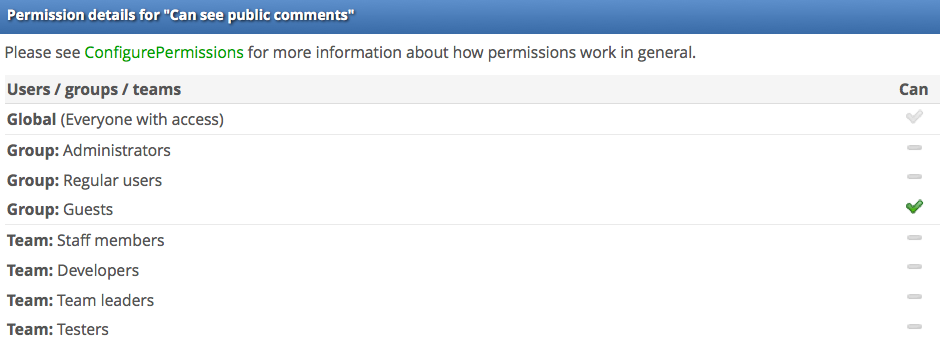 Permission details for "Can see public comments"
Please see ConfigurePermissions for more information about how permissions work in general.
Users / groups / teams Can
Global (Everyone with access)
Group: Administrators
Group: Regular users
Group: Guests
Team: Staff members
Team: Developers
Team: Team leaders
Team: Testers